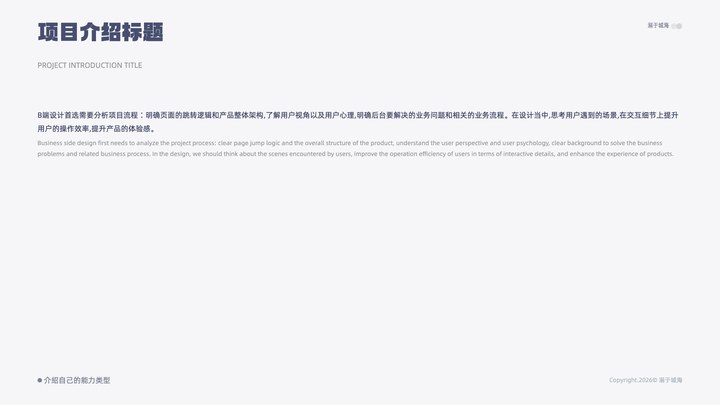 项目介绍标题
PROJECT INTRODUCTION TITLE
B端设计首选需要分析项目流程：明确页面的跳转逻辑和产品整体架构,了解用户视角以及用户心理,明确后台要解决的业务问题和相关的业务流程。在设计当中,思考用户遇到的场景,在交互细节上提升
用户的操作效率,提升产品的体验感。
Business side design first needs to analyze the project process: clear page jump logic and the overall structure of the product, understand the user perspective and user psychology, clear background to solve the business
problems and related business process. In the design, we should think about the scenes encountered by users, improve the operation efficiency of users in terms of interactive details, and enhance the experience of products.
介绍自己的能力类型
Copyright.2026©